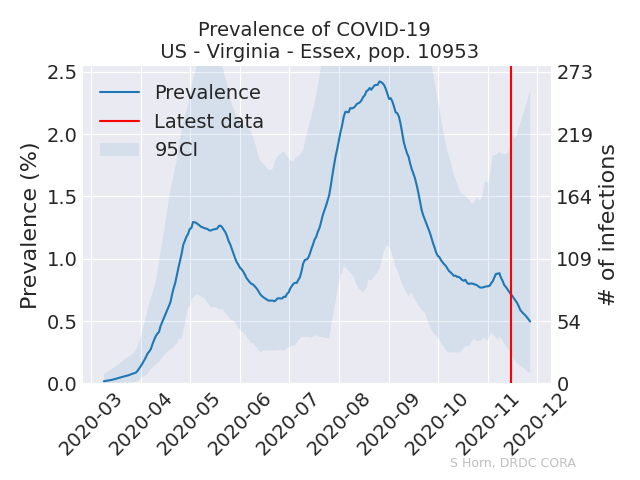 Prevalence of COVID-19
US - Virginia - Essex, pop. 10953
Prevalence (%)
2.5
2.0
1.5
1.0
0.5
0.0
Prevalence
Latest data
95CI
273
219
164
109
54
0
# of infections
2020-03
2020-04
2020-05
2020-06
2020-07
2020-08
2020-09
2020-10
2020-11
2020-12
S Horn, DRDC CORA